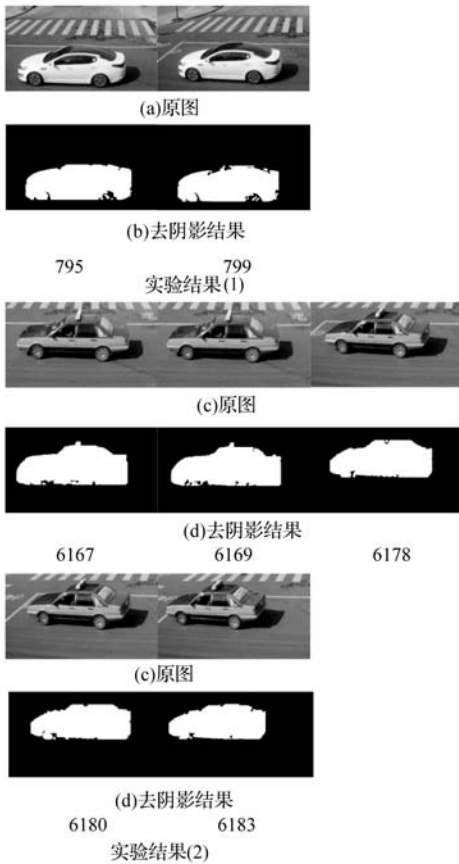 (a)原图
(b)去阴影结果
795 799
实验结果(1)
(c)原图
(d)去阴影结果
6167 6169 6178
(c)原图
(d)去阴影结果
6180 6183
实验结果(2)